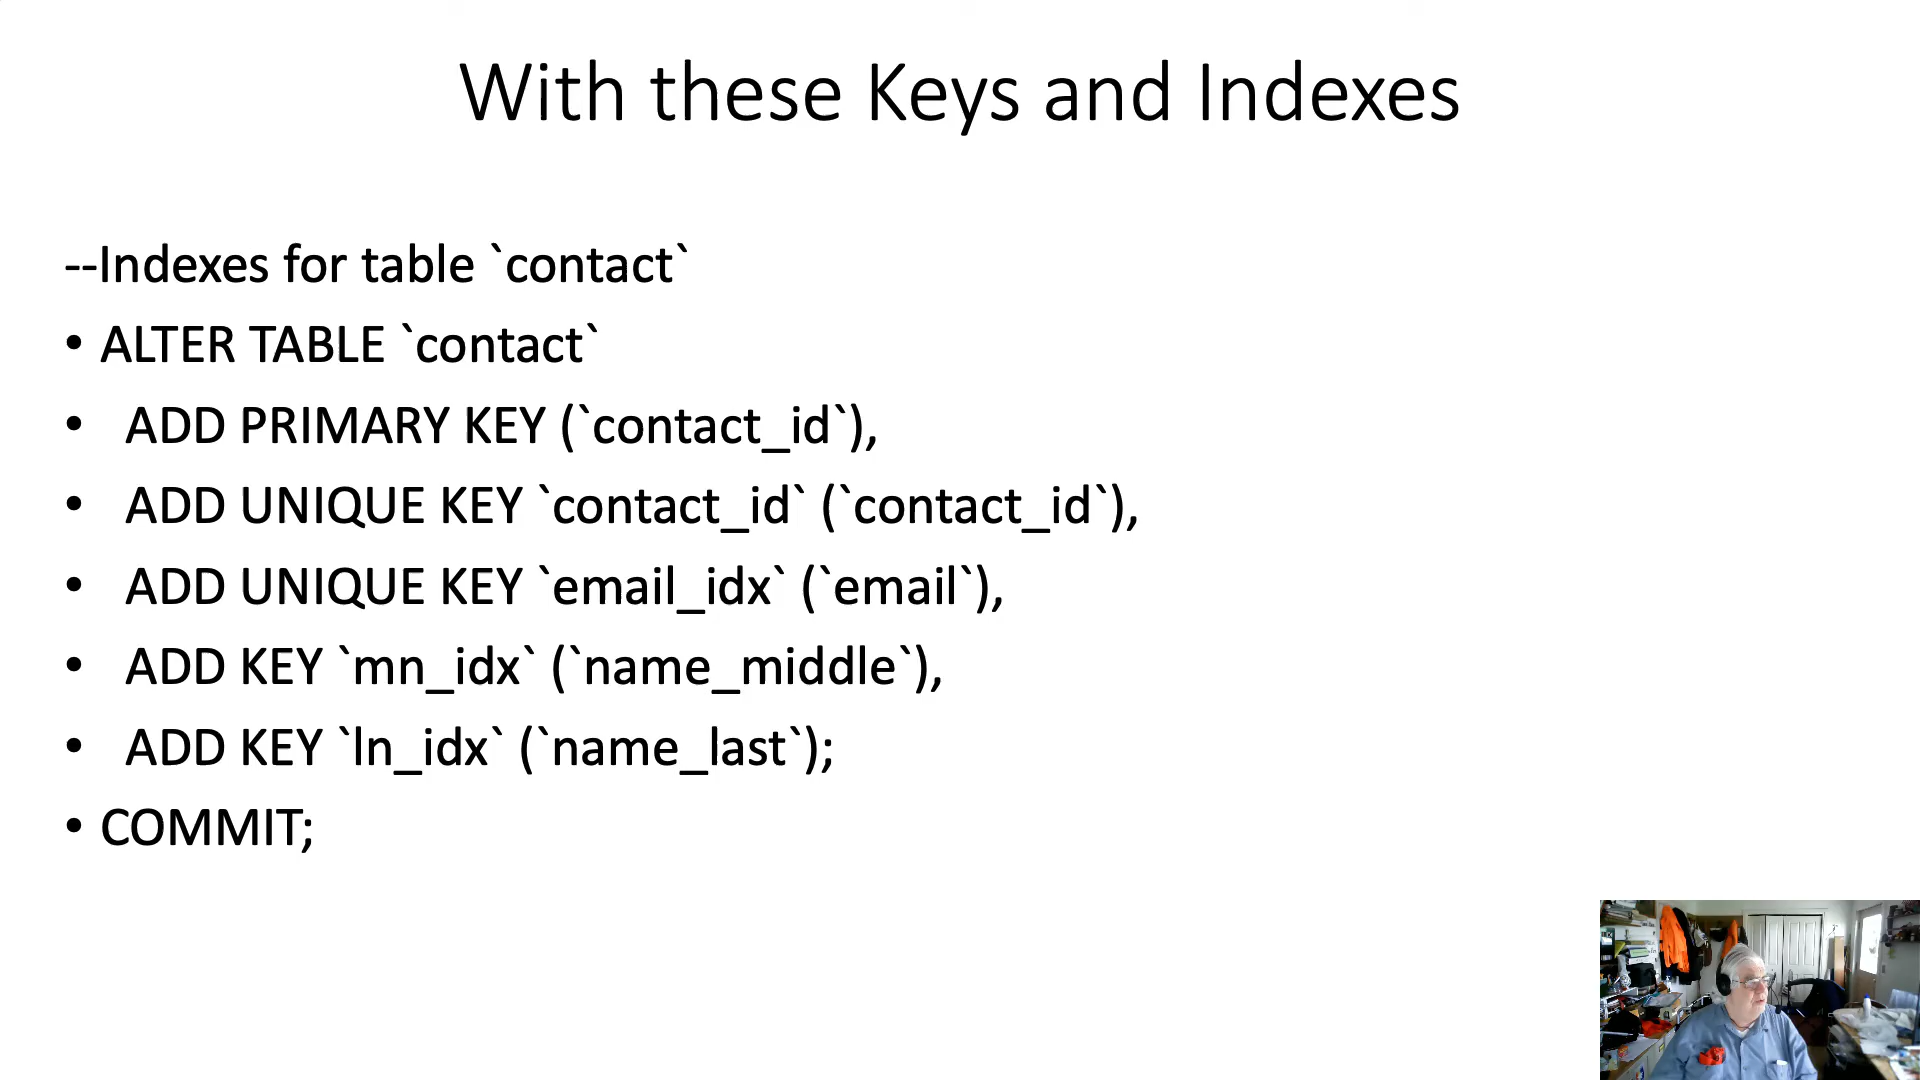 With these Keys and Indexes
--Indexes for table `contact`
• ALTER TABLE `contact`
• ADD PRIMARY KEY (`contact_id`),
• ADD UNIQUE KEY `contact_id` (`contact_id`),
• ADD UNIQUE KEY `email_idx` (`email`),
• ADD KEY `mn_idx` (`name_middle`),
• ADD KEY `ln_idx` (`name_last`);
• COMMIT;